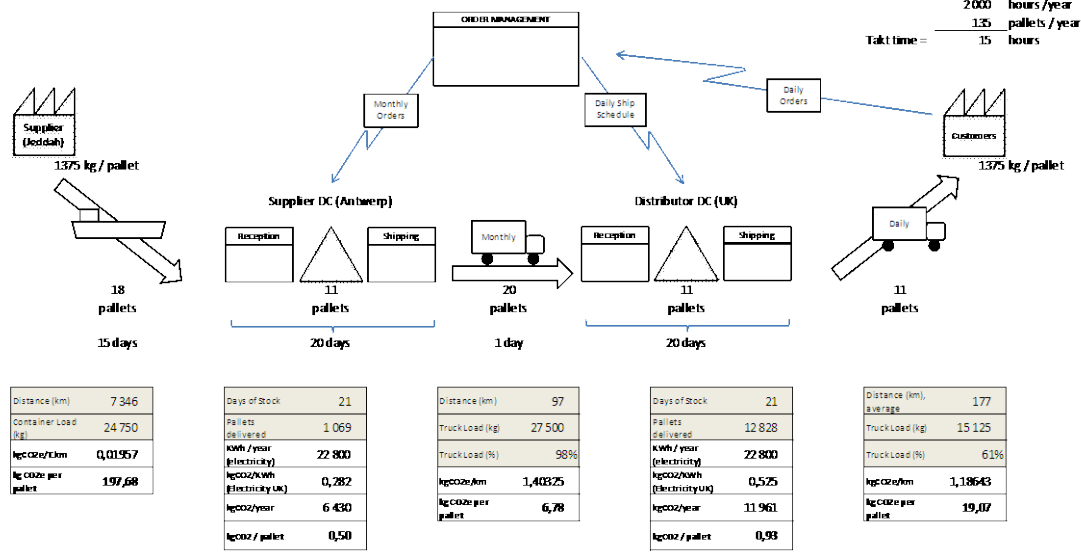 2000 hours/year
135 pallets / year
Takt time = 15 hours
ORDER MANAGEMENT
Monthly
Orders
Daily Ship
Schedule
Daily
Orders
Supplier
(Jeddah)
1375 kg / pallet
Customers
1375 kg / pallet
Supplier DC (Antwerp)
Distributor DC (UK)
Reception
Shipping
Monthly
Reception
Shipping
Daily
18
pallets
11
pallets
20
pallets
11
pallets
11
pallets
15 days
20 days
1 day
20 days
Distance (km) 7 346
Container Load
(kg) 24 750
kgCO2e/Tkm 0,01957
kg CO2e per
pallet 197,68
Days of Stock 21
Pallets
delivered 1 069
KWh / year
(electricity) 22 800
kgCO2/KWh
(Electricity UK) 0,282
kgCO2/year 6 430
kgCO2 / pallet 0,50
Distance (km) 97
Truck Load (kg) 27 500
Truck Load (%) 98%
kgCO2e/km 1,40325
kgCO2e per
pallet 6,78
Days of Stock 21
Pallets
delivered 12 828
KWh / year
(electricity) 22 800
kgCO2/KWh
(Electricity UK) 0,525
kgCO2/year 11 961
kgCO2 / pallet 0,93
Distance (km),
average 177
Truck Load (kg) 15 125
Truck Load (%) 61%
kgCO2e/km 1,18643
kgCO2e per
pallet 19,07